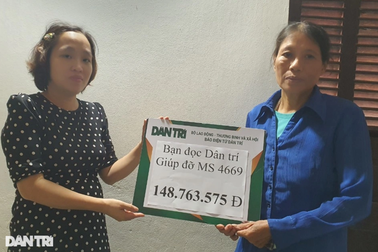 DANTRI
DANTRI
BỘ LAO ĐỘNG - THƯƠNG BINH VÀ XÃ HỘI
BÁO ĐIỆN TỬ DÂN TRÍ
Bạn đọc Dân trí
Giúp đỡ MS 4669
148.763.575 Đ
DANTRI